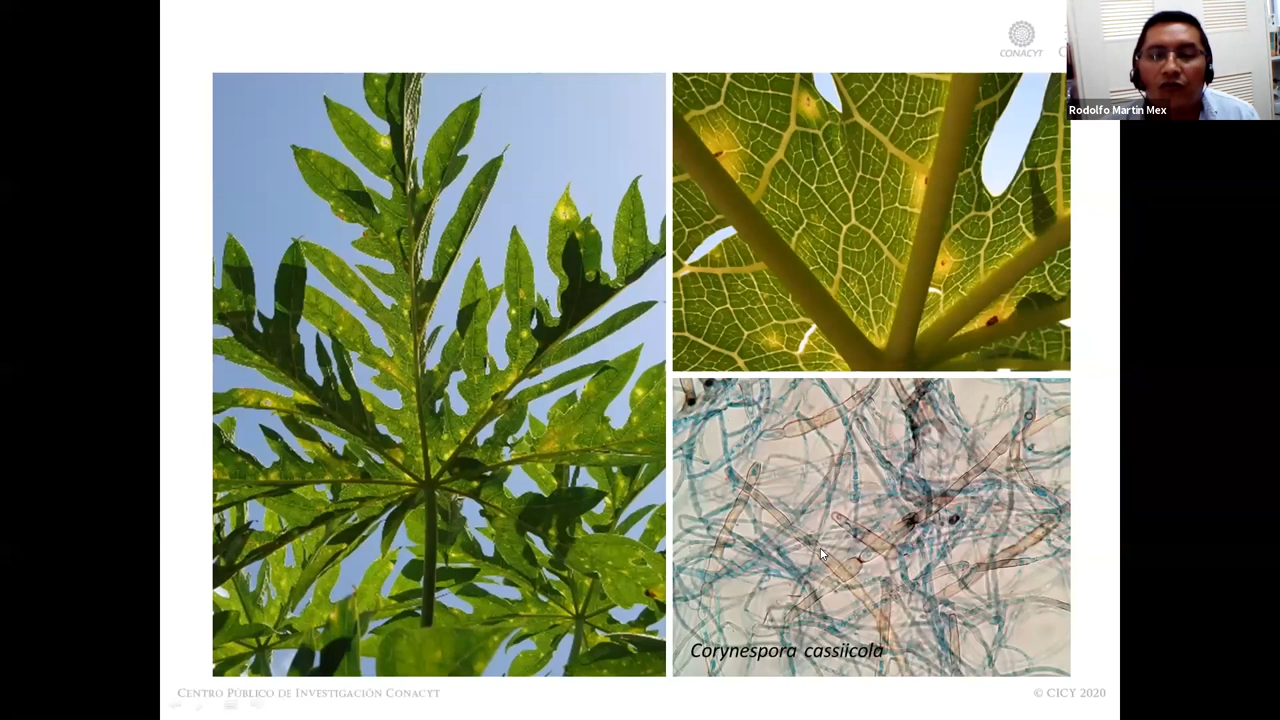 CONACYT
C
Rodolfo Martin Mex
Corynespora cassiicola
CENTRO PÚBLICO DE INVESTIGACIÓN CONACYT
© CICY 2020